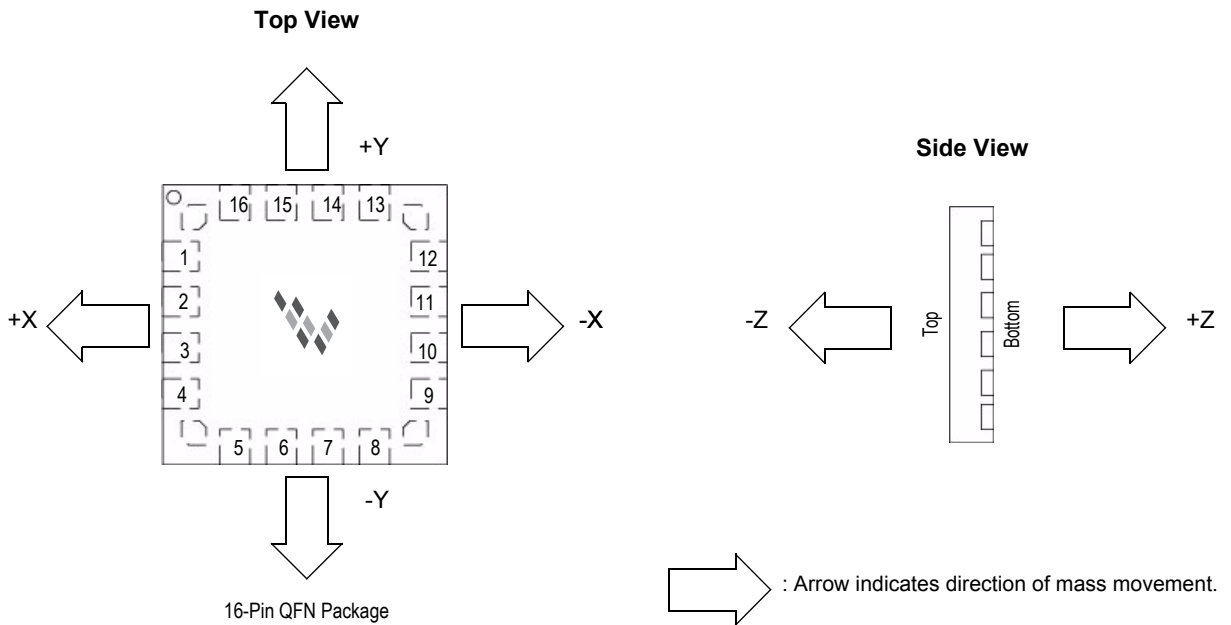 Top View
+Y
Side View
16 15 14 13
1 12
2 11
3 10
4 9
5 6 7 8
+X
-X
-Y
16-Pin QFN Package
-Z
Top
Bottom
+Z
: Arrow indicates direction of mass movement.